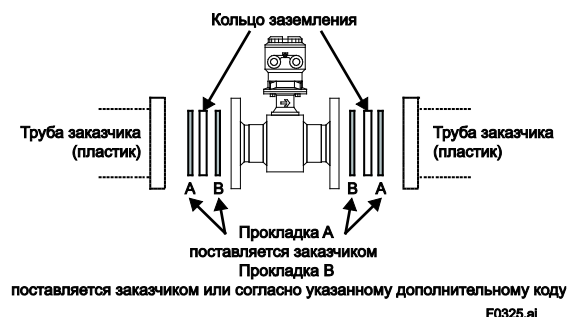 Кольцо заземления
Труба заказчика
(пластик)
Труба заказчика
(пластик)
A
B
B
A
Прокладка A
поставляется заказчиком
Прокладка B
поставляется заказчиком или согласно указанному дополнительному коду
F0325.ai